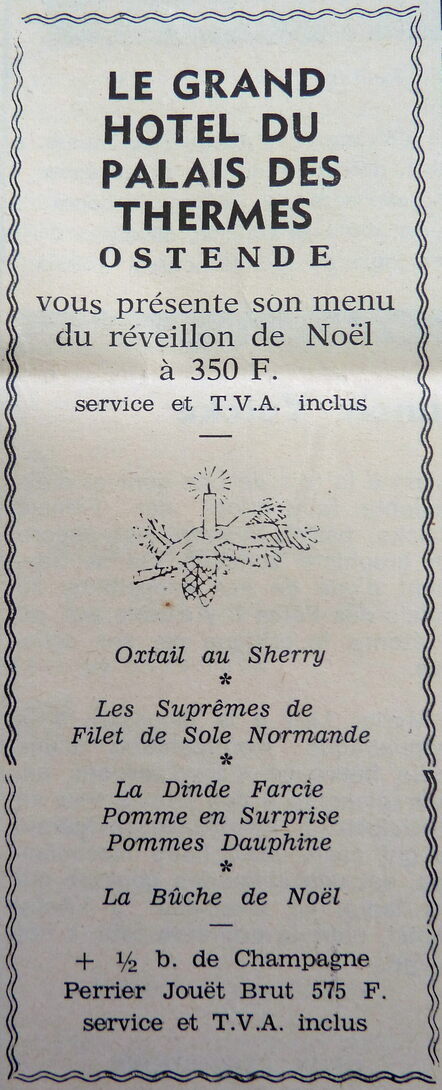 LE GRAND
HOTEL DU
PALAIS DES
THERMES
OSTENDE
vous présente son menu
du réveillon de Noël
à 350 F.
service et T.V.A. inclus
—
Oxtail au Sherry
*
Les Suprêmes de
Filet de Sole Normande
*
La Dinde Farcie
Pomme en Surprise
Pommes Dauphine
*
La Bûche de Noël
—
+ ½ b. de Champagne
Perrier Jouët Brut 575 F.
service et T.V.A. inclus